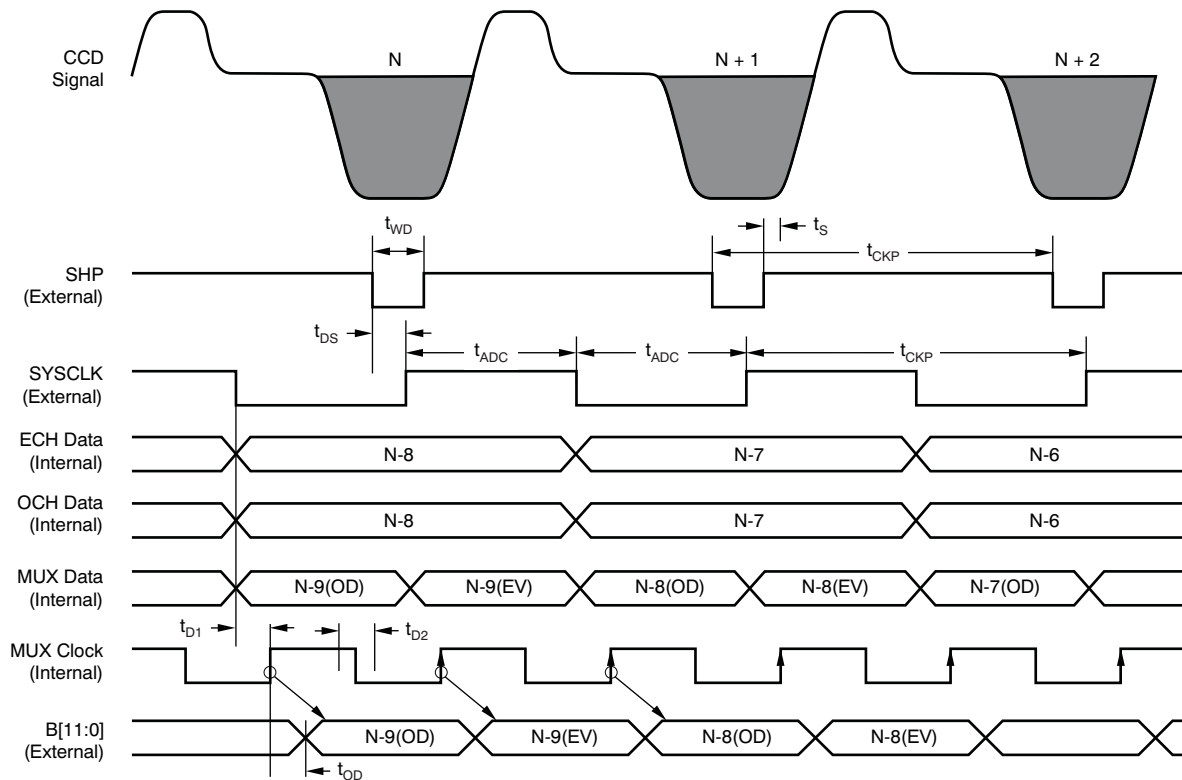 CCD
Signal
N
N + 1
N + 2
tWD
tS
tCKP
SHP
(External)
tDS
tADC
tADC
tCKP
SYSCLK
(External)
ECH Data
(Internal)
N-8
N-7
N-6
OCH Data
(Internal)
N-8
N-7
N-6
MUX Data
(Internal)
N-9(OD)
N-9(EV)
N-8(OD)
N-8(EV)
N-7(OD)
tD1
tD2
MUX Clock
(Internal)
B[11:0]
(External)
N-9(OD)
N-9(EV)
N-8(OD)
N-8(EV)
tOD